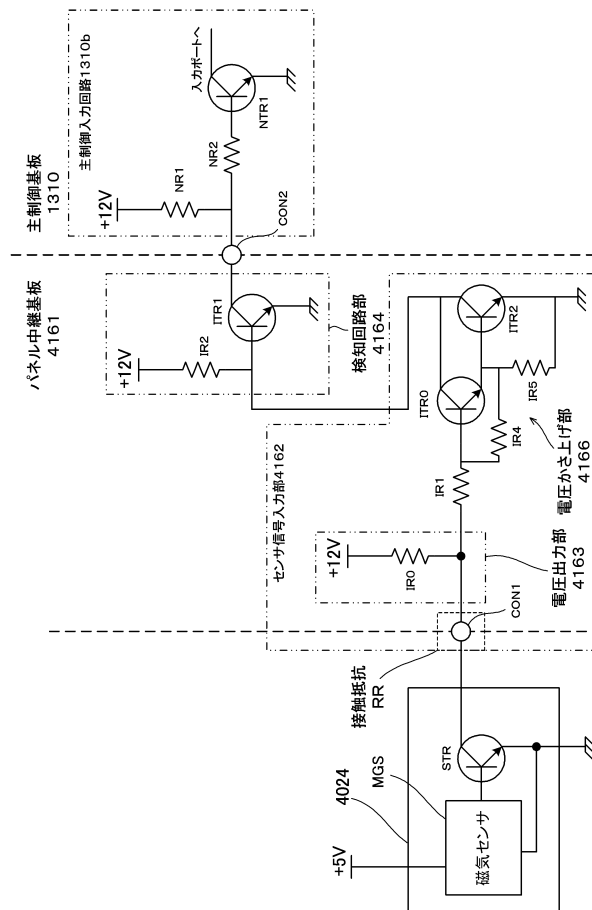 主制御基板
1310
主制御入力回路1310b
+12V
NR1
NR2
入力ポートへ
NTR1
CON2
パネル中継基板
4161
+12V
IR2
ITR1
検知回路部
4164
センサ信号入力部4162
ITR0
ITR2
IR1
IR4
IR5
電圧かさ上げ部
4166
+12V
IR0
電圧出力部
4163
CON1
接触抵抗
RR
4024
MGS
STR
+5V
磁気センサ